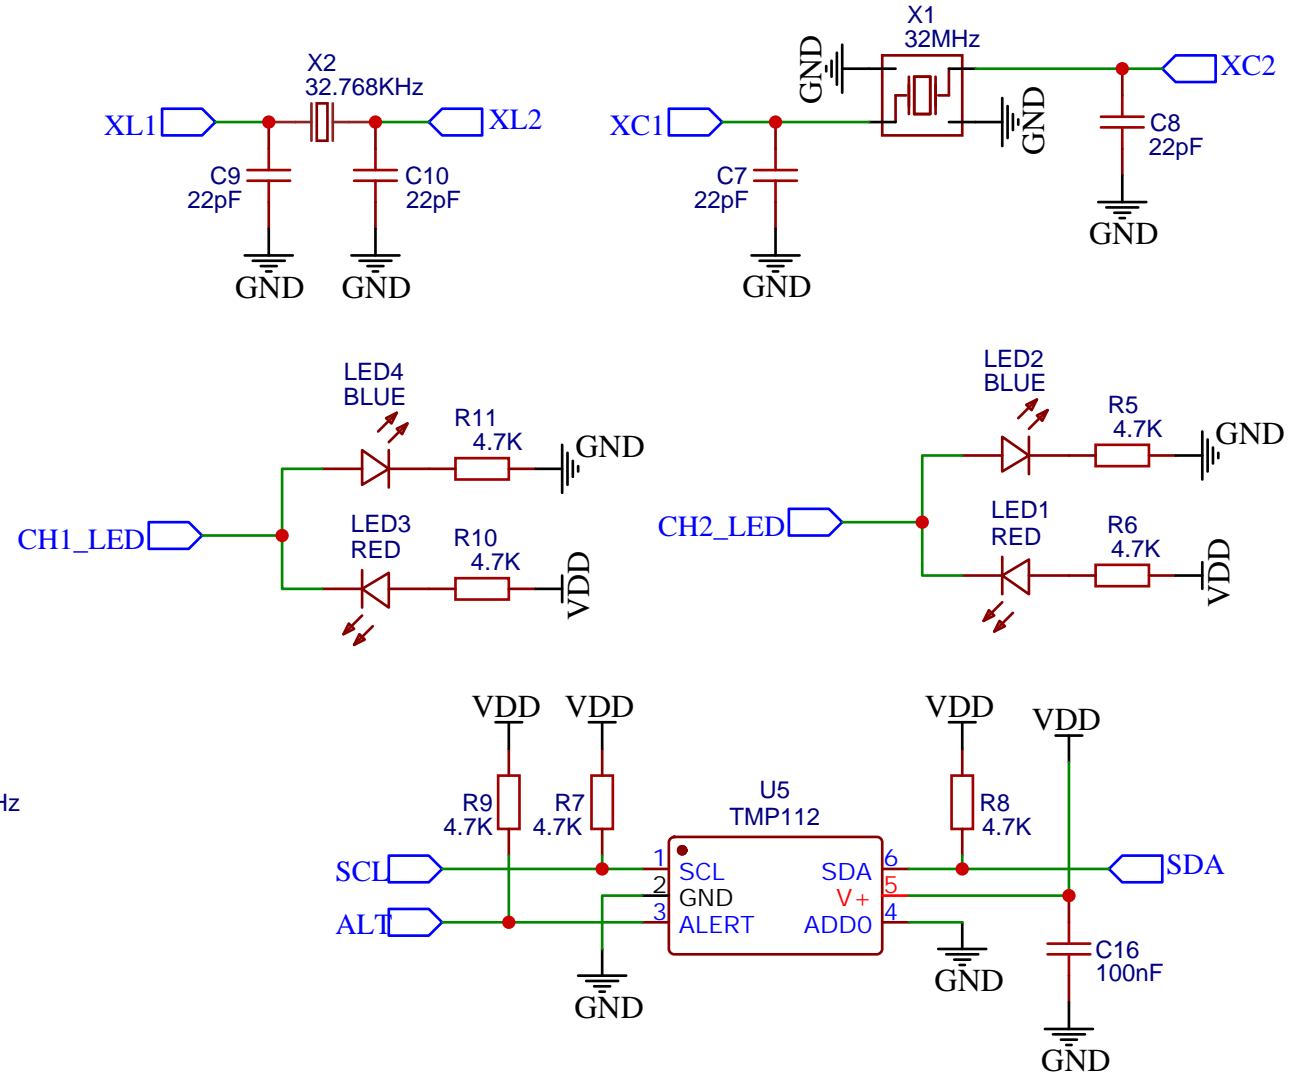 X2
32.768KHz
XL1
XL2
C9
22pF
C10
22pF
GND
GND
X1
32MHz
GND
GND
XC1
XC2
C7
22pF
C8
22pF
GND
GND
LED4
BLUE
R11
4.7K
GND
CH1_LED
LED3
RED
R10
4.7K
VDD
LED2
BLUE
R5
4.7K
GND
CH2_LED
LED1
RED
R6
4.7K
VDD
Hz
VDD
VDD
VDD
VDD
R9
4.7K
R7
4.7K
U5
TMP112
R8
4.7K
SCL
1
SCL
SDA
6
SDA
2
GND
V+
5
ALT
3
ALERT
ADD0
4
C16
100nF
GND
GND
GND